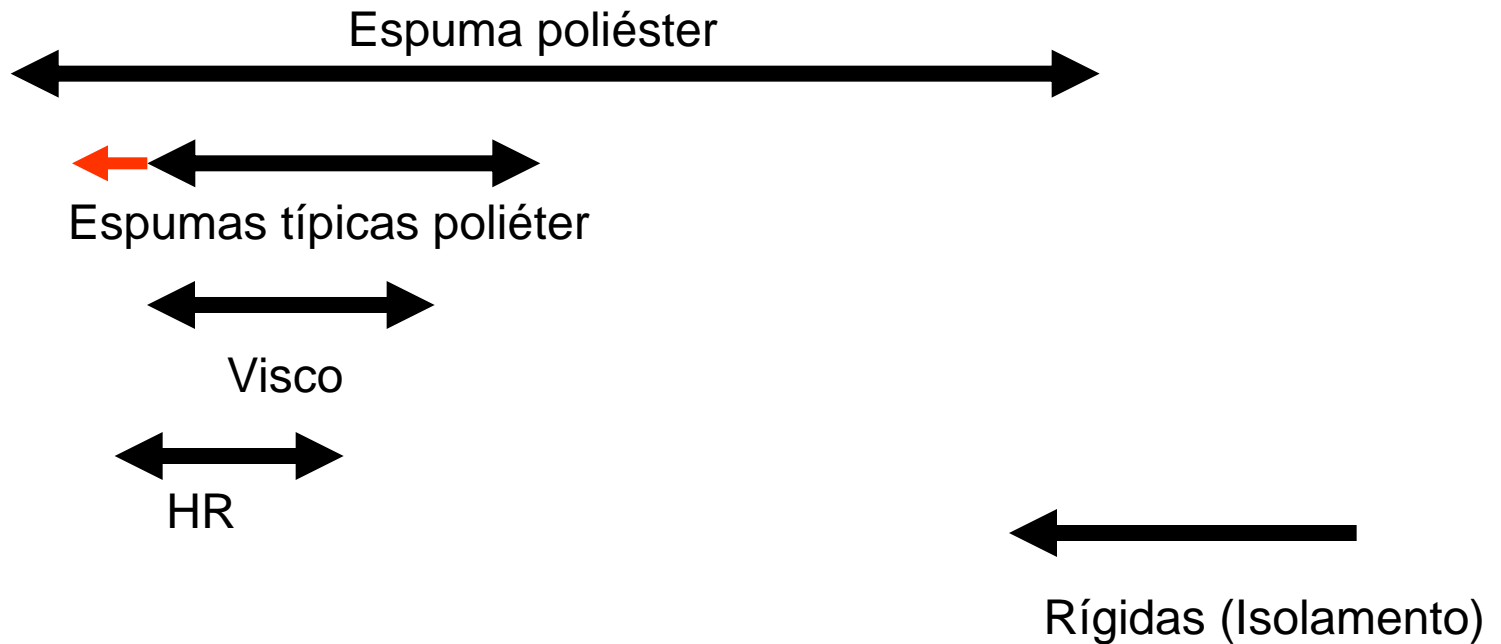 Espuma poliéster
Espumas típicas poliéter
Visco
HR
Rígidas (Isolamento)